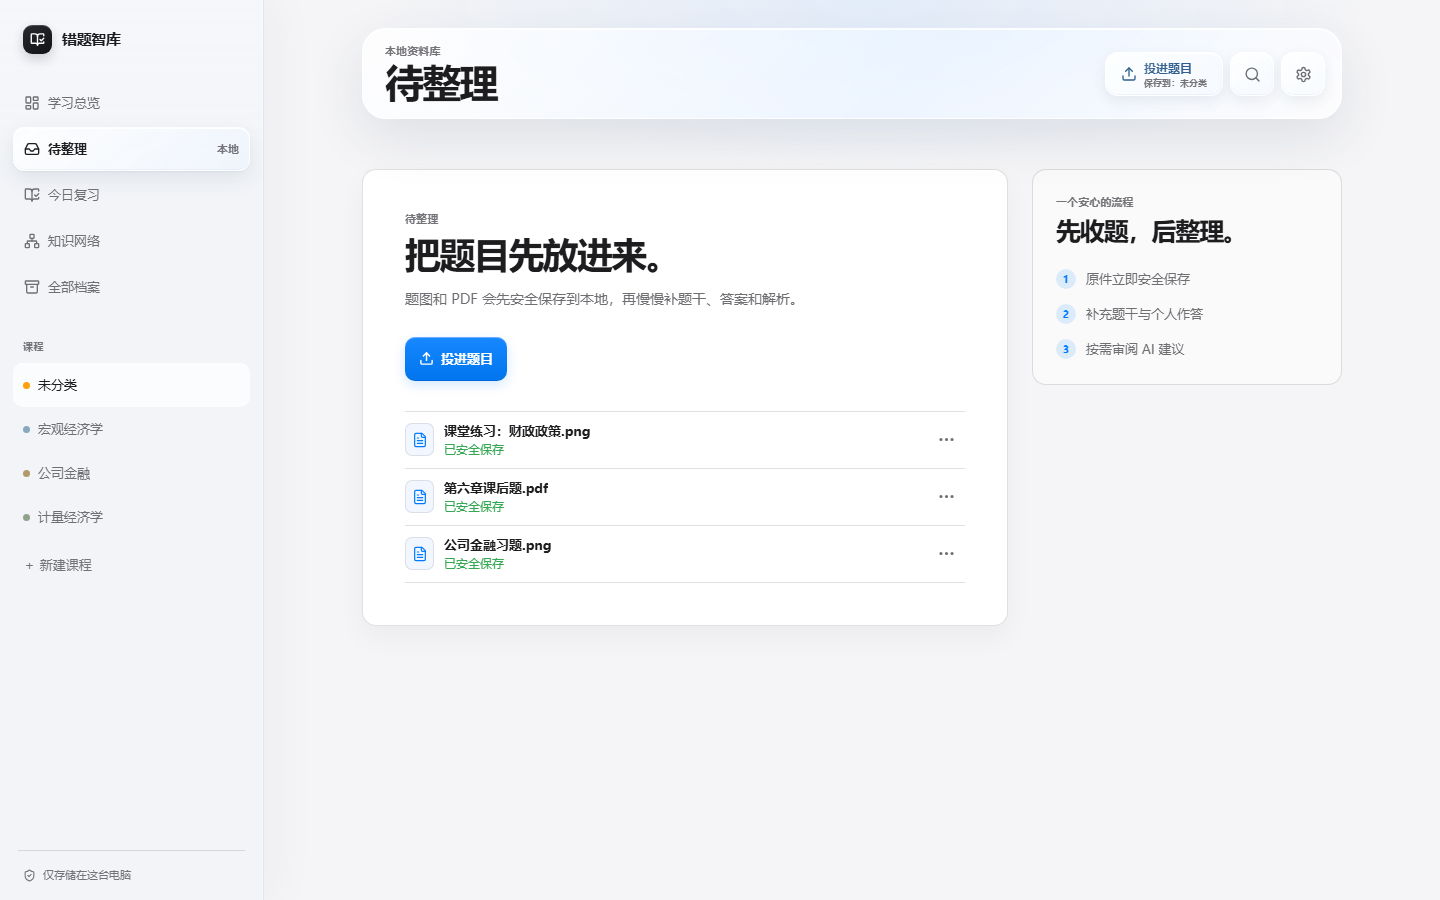 错题智库
学习总览
待整理
本地
今日复习
知识网络
全部档案
课程
未分类
宏观经济学
公司金融
计量经济学
+ 新建课程
仅存储在这台电脑
本地资料库
待整理
投进题目
保存到：未分类
待整理
把题目先放进来。
题图和 PDF 会先安全保存到本地，再慢慢补题干、答案和解析。
投进题目
课堂练习：财政政策.png
已安全保存
第六章课后题.pdf
已安全保存
公司金融习题.png
已安全保存
一个安心的流程
先收题，后整理。
1 原件立即安全保存
2 补充题干与个人作答
3 按需审阅 AI 建议